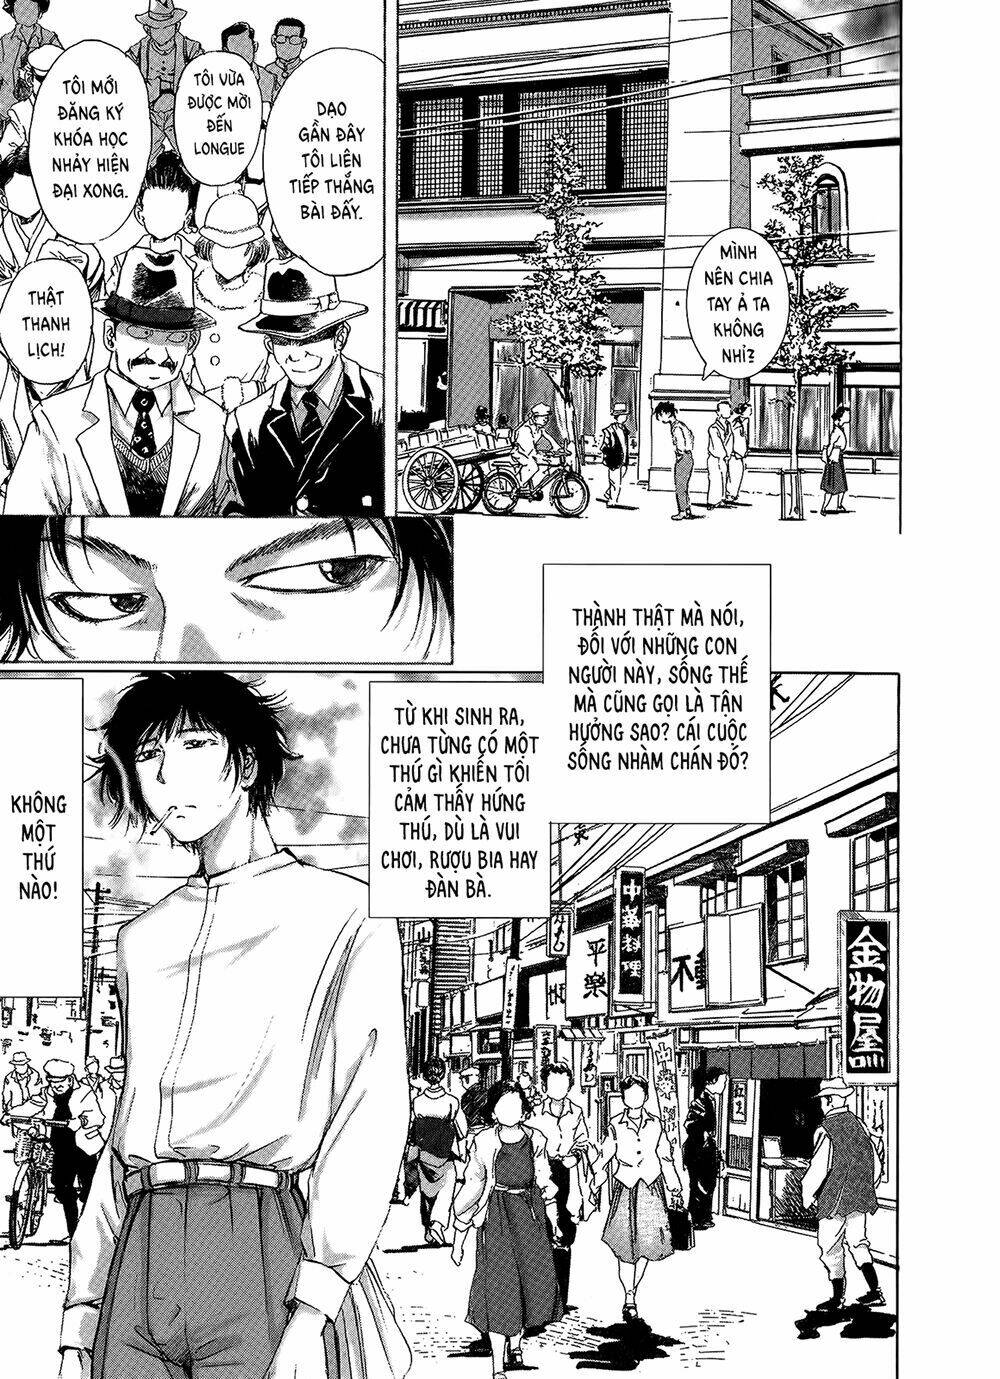 MÌNH
NÊN CHIA
TAY Ả TA
KHÔNG
NHỈ?
DẠO
GẦN ĐÂY
TÔI LIÊN
TIẾP THẮNG
BÀI ĐẤY.
TÔI VỪA
ĐƯỢC MỜI
ĐẾN
LONGUE
TÔI MỚI
ĐĂNG KÝ
KHÓA HỌC
NHẢY HIỆN
ĐẠI XONG.
THẬT
THANH
LỊCH!
THÀNH THẬT MÀ NÓI,
ĐỐI VỚI NHỮNG CON
NGƯỜI NÀY, SỐNG THẾ
MÀ CŨNG GỌI LÀ TẬN
HƯỞNG SAO? CÁI CUỘC
SỐNG NHÀM CHÁN ĐÓ?
TỪ KHI SINH RA,
CHƯA TỪNG CÓ MỘT
THỨ GÌ KHIẾN TÔI
CẢM THẤY HỨNG
THÚ, DÙ LÀ VUI
CHƠI, RƯỢU BIA HAY
ĐÀN BÀ.
KHÔNG
MỘT
THỨ
NÀO!
金物屋
中華料理
平樂
不
山